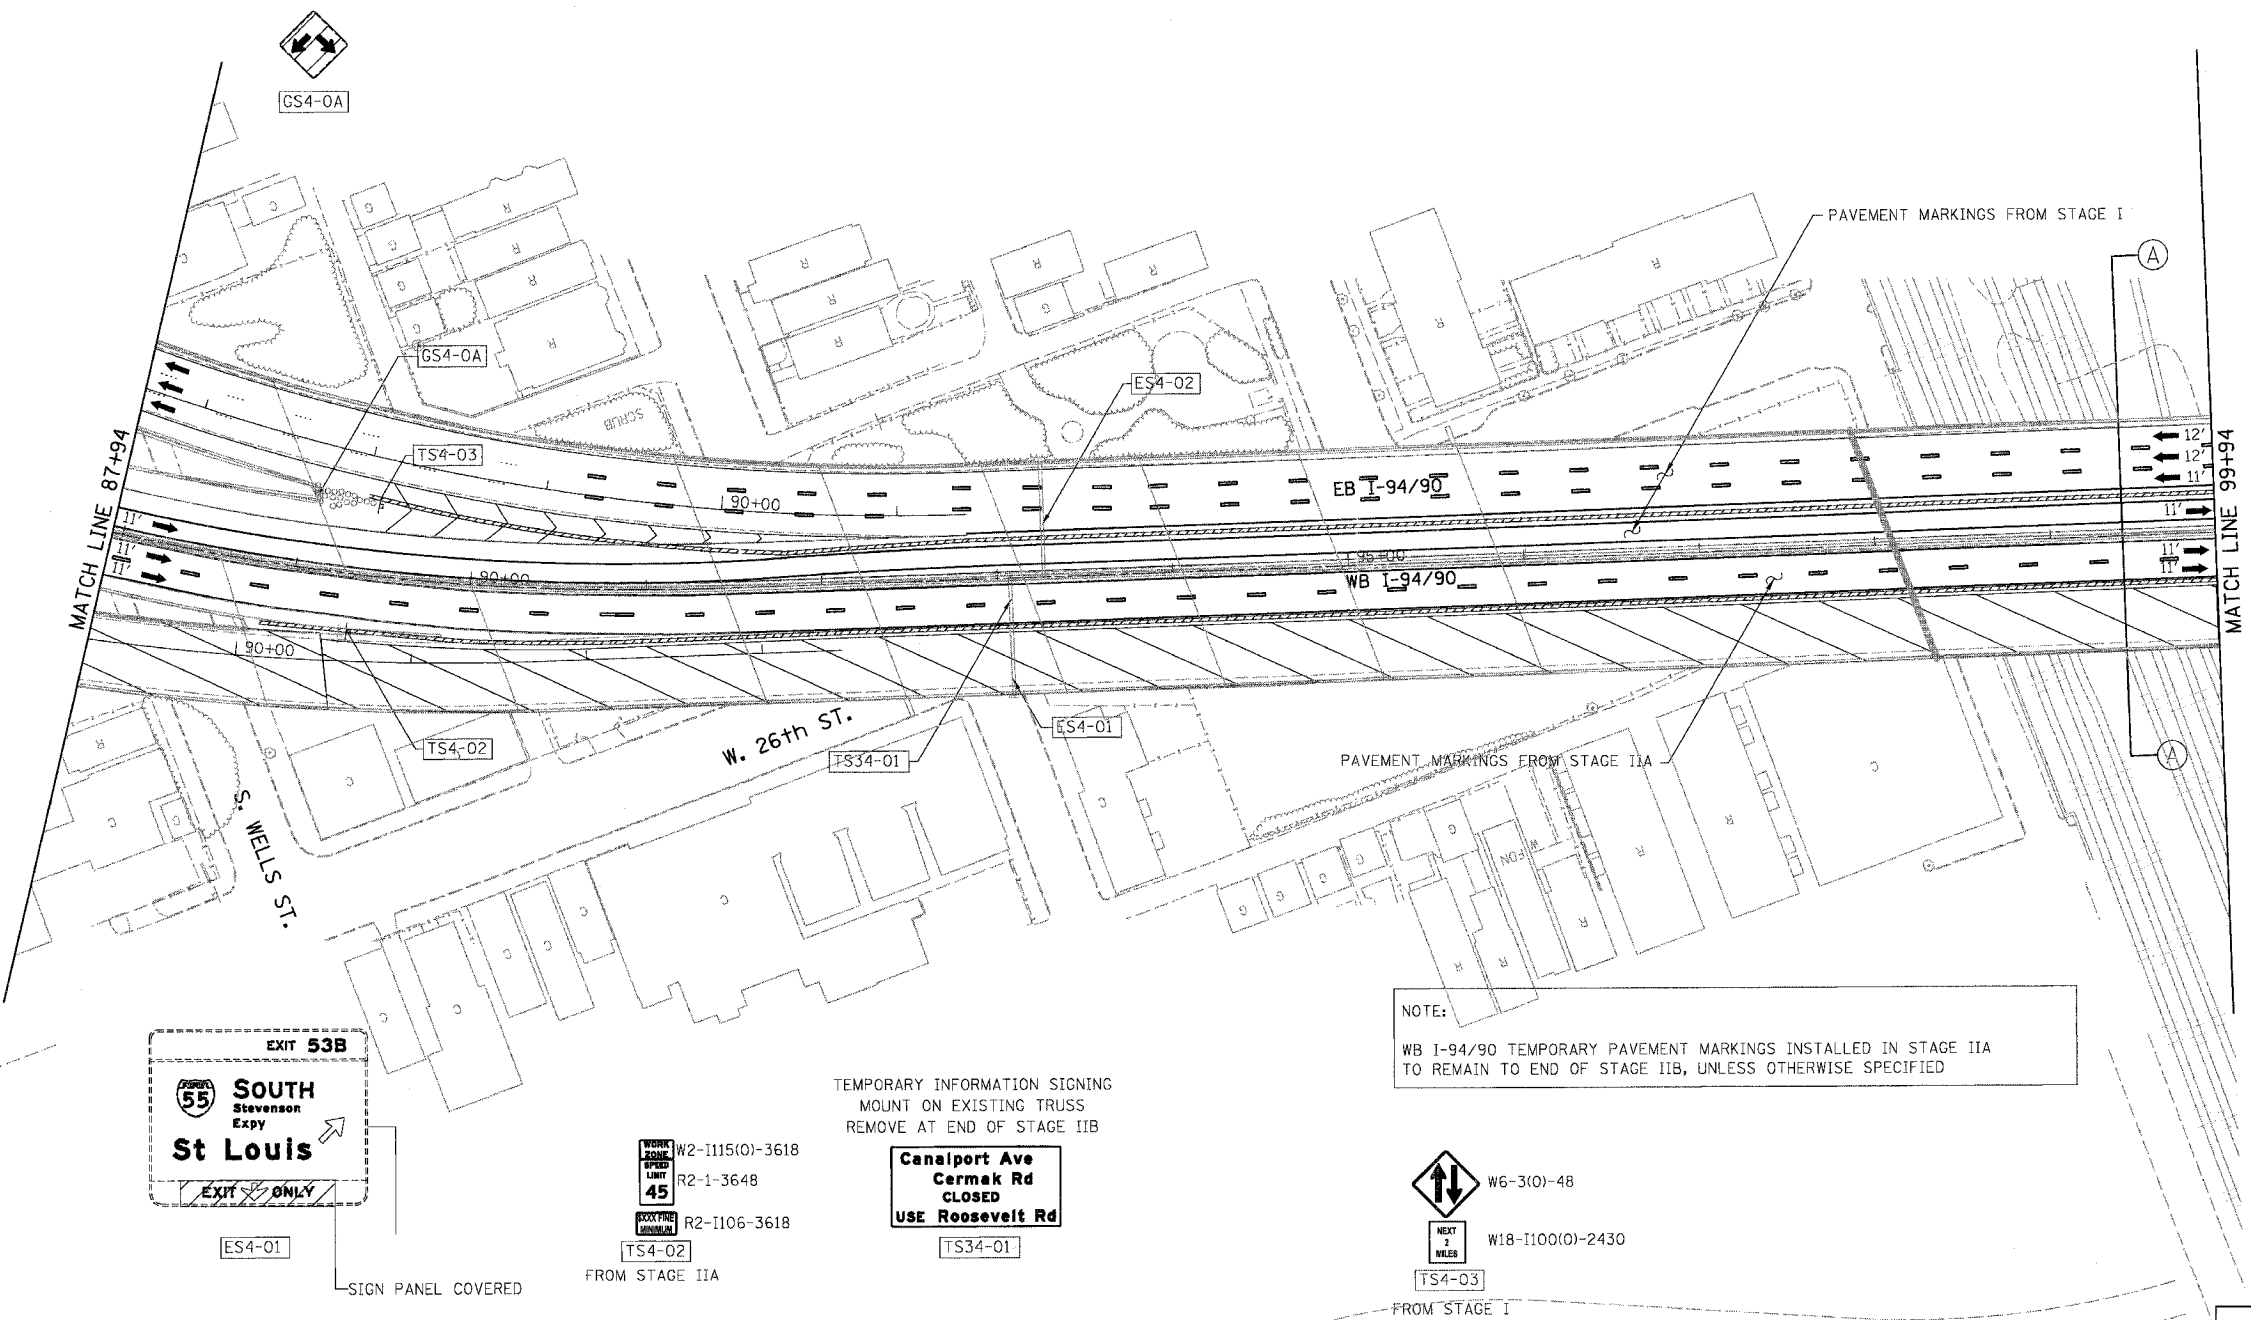 GS4-0A
PAVEMENT MARKINGS FROM STAGE I
A
GS4-0A
ES4-02
SCRUB
TS4-03
MATCH LINE 87+94
MATCH LINE 99+94
12'
12'
11'
11'
11'
11'
11'
11'
11'
EB I-94/90
90+00
95+00
90+00
WB I-94/90
90+00
TS4-02
W. 26th ST.
TS34-01
ES4-01
PAVEMENT MARKINGS FROM STAGE IIA
A
S. WELLS ST.
NOTE:
WB I-94/90 TEMPORARY PAVEMENT MARKINGS INSTALLED IN STAGE IIA
TO REMAIN TO END OF STAGE IIB, UNLESS OTHERWISE SPECIFIED
EXIT 53B
55
SOUTH
Stevenson
Expy
St Louis
EXIT ONLY
ES4-01
SIGN PANEL COVERED
WORK
ZONE
W2-I115(O)-3618
SPEED
LIMIT
45
R2-1-3648
$XXX FINE
MINIMUM
R2-I106-3618
TS4-02
FROM STAGE IIA
TEMPORARY INFORMATION SIGNING
MOUNT ON EXISTING TRUSS
REMOVE AT END OF STAGE IIB
Canalport Ave
Cermak Rd
CLOSED
USE Roosevelt Rd
TS34-01
W6-3(O)-48
NEXT
2
MILES
W18-I100(O)-2430
TS4-03
FROM STAGE I